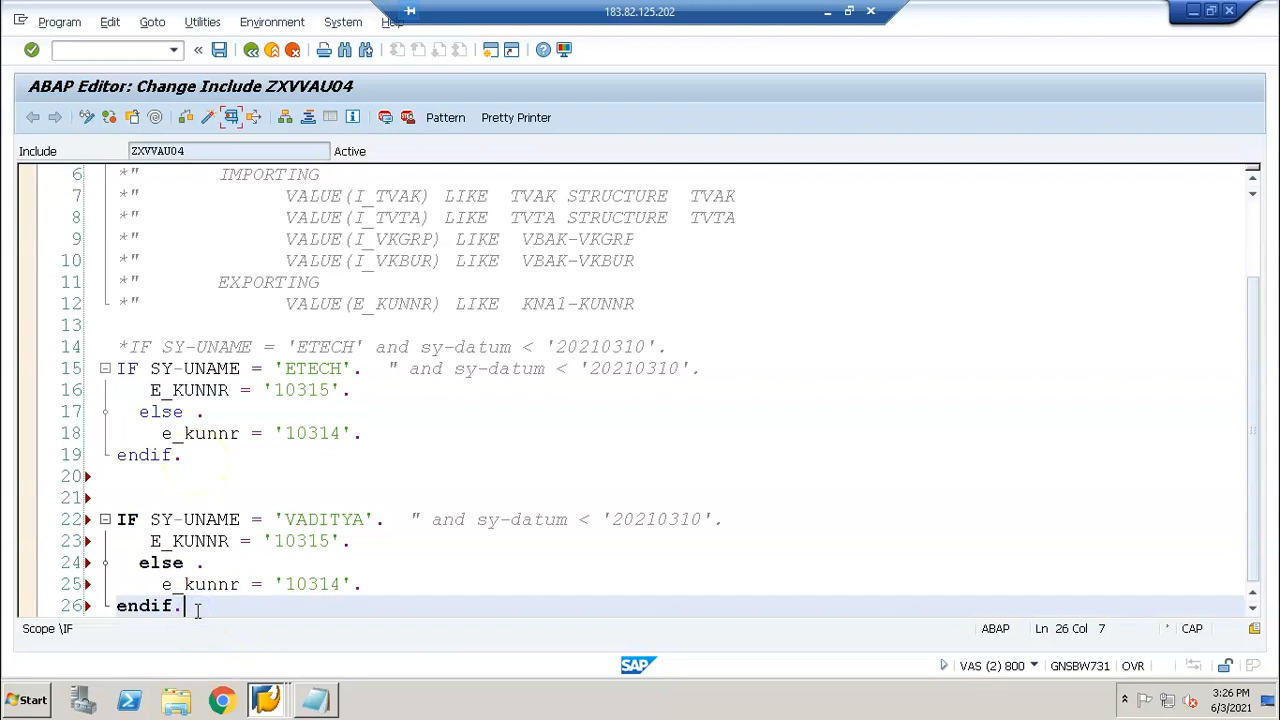 183.82.125.202
Program Edit Goto Utilities Environment System Help
ABAP Editor: Change Include ZXVVAU04
Pattern Pretty Printer
Include ZXVVAU04 Active
6 *" IMPORTING
7 *" VALUE(I_TVAK) LIKE TVAK STRUCTURE TVAK
8 *" VALUE(I_TVTA) LIKE TVTA STRUCTURE TVTA
9 *" VALUE(I_VKGRP) LIKE VBAK-VKGRP
10 *" VALUE(I_VKBUR) LIKE VBAK-VKBUR
11 *" EXPORTING
12 *" VALUE(E_KUNNR) LIKE KNA1-KUNNR
13
14 *IF SY-UNAME = 'ETECH' and sy-datum < '20210310'.
15 IF SY-UNAME = 'ETECH'. " and sy-datum < '20210310'.
16 E_KUNNR = '10315'.
17 else .
18 e_kunnr = '10314'.
19 endif.
20
21
22 IF SY-UNAME = 'VADITYA'. " and sy-datum < '20210310'.
23 E_KUNNR = '10315'.
24 else .
25 e_kunnr = '10314'.
26 endif.
Scope \IF ABAP Ln 26 Col 7 ' CAP
SAP VAS (2) 800 GNSBW731 OVR
Start 3:26 PM
6/3/2021